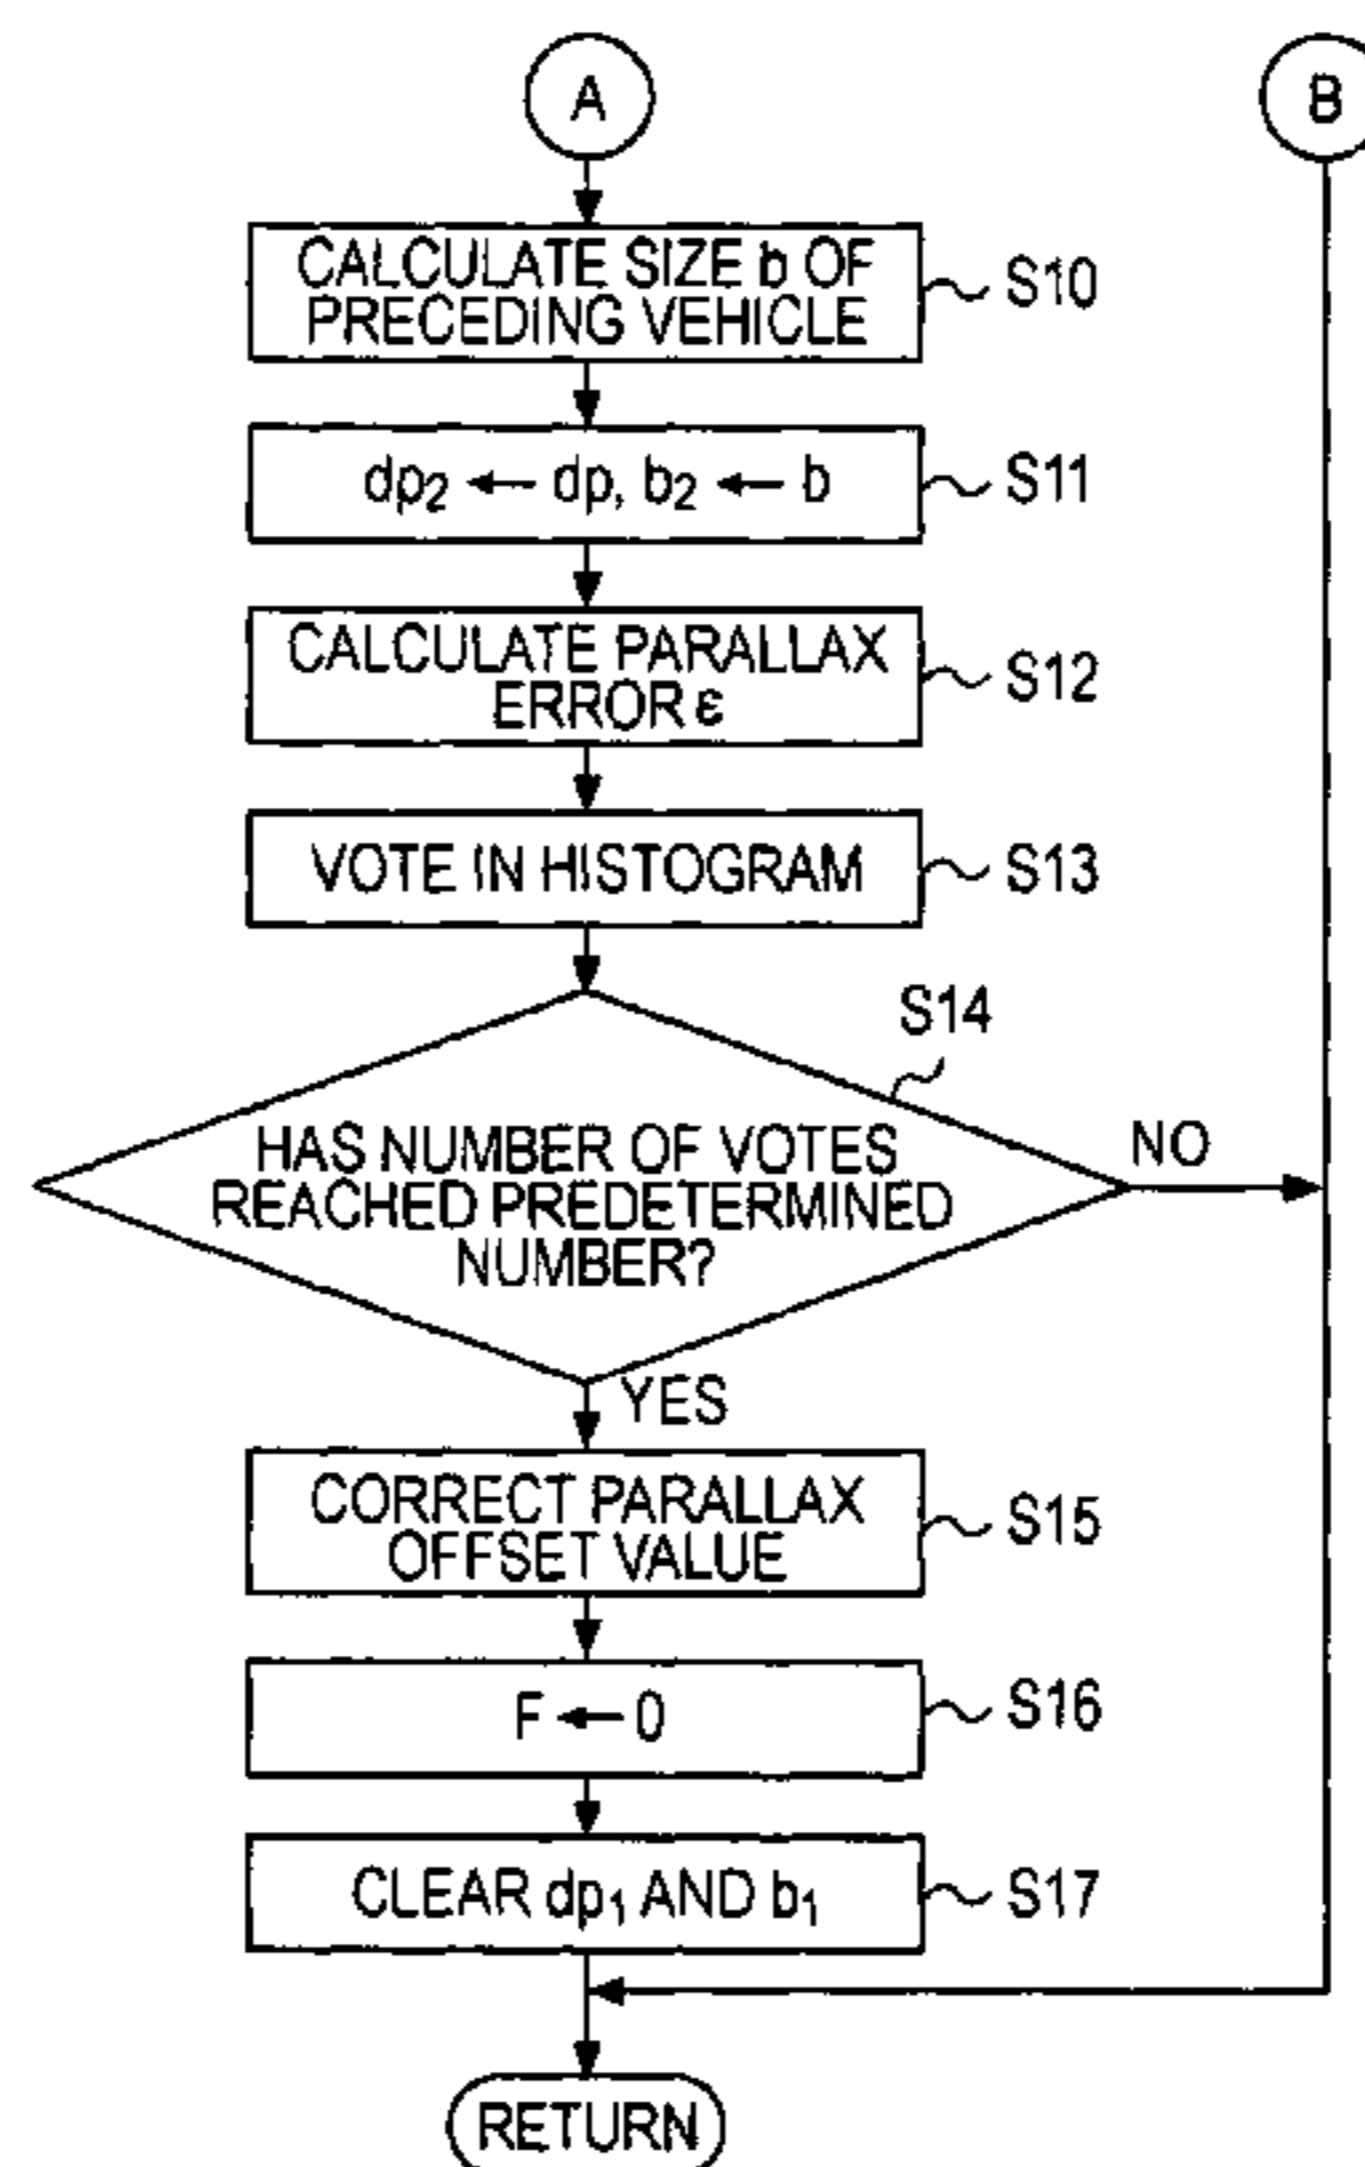 A
B
CALCULATE SIZE b OF
PRECEDING VEHICLE
S10
dp2 ← dp, b2 ← b
S11
CALCULATE PARALLAX
ERROR ε
S12
VOTE IN HISTOGRAM
S13
S14
HAS NUMBER OF VOTES
REACHED PREDETERMINED
NUMBER?
NO
YES
CORRECT PARALLAX
OFFSET VALUE
S15
F ← 0
S16
CLEAR dp1 AND b1
S17
RETURN